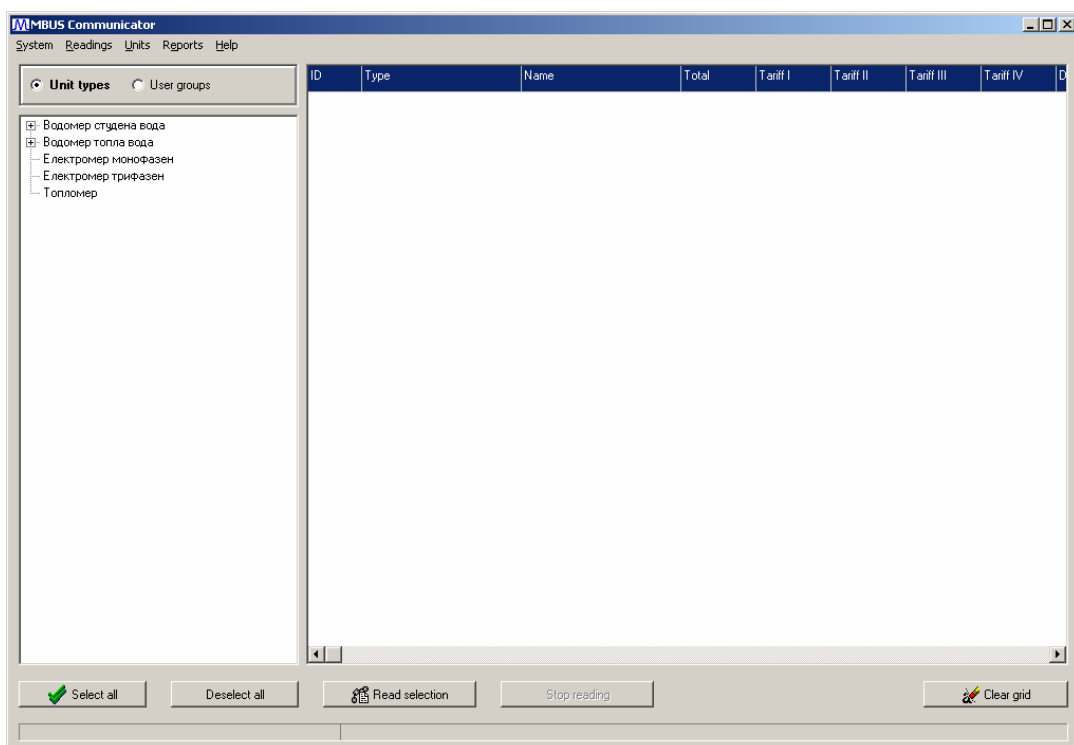 MBUS Communicator
System Readings Units Reports Help
Unit types User groups
ID Type Name Total Tariff I Tariff II Tariff III Tariff IV D
Водомер студена вода
Водомер топла вода
Електромер монофазен
Електромер трифазен
Топломер
Select all Deselect all Read selection Stop reading Clear grid